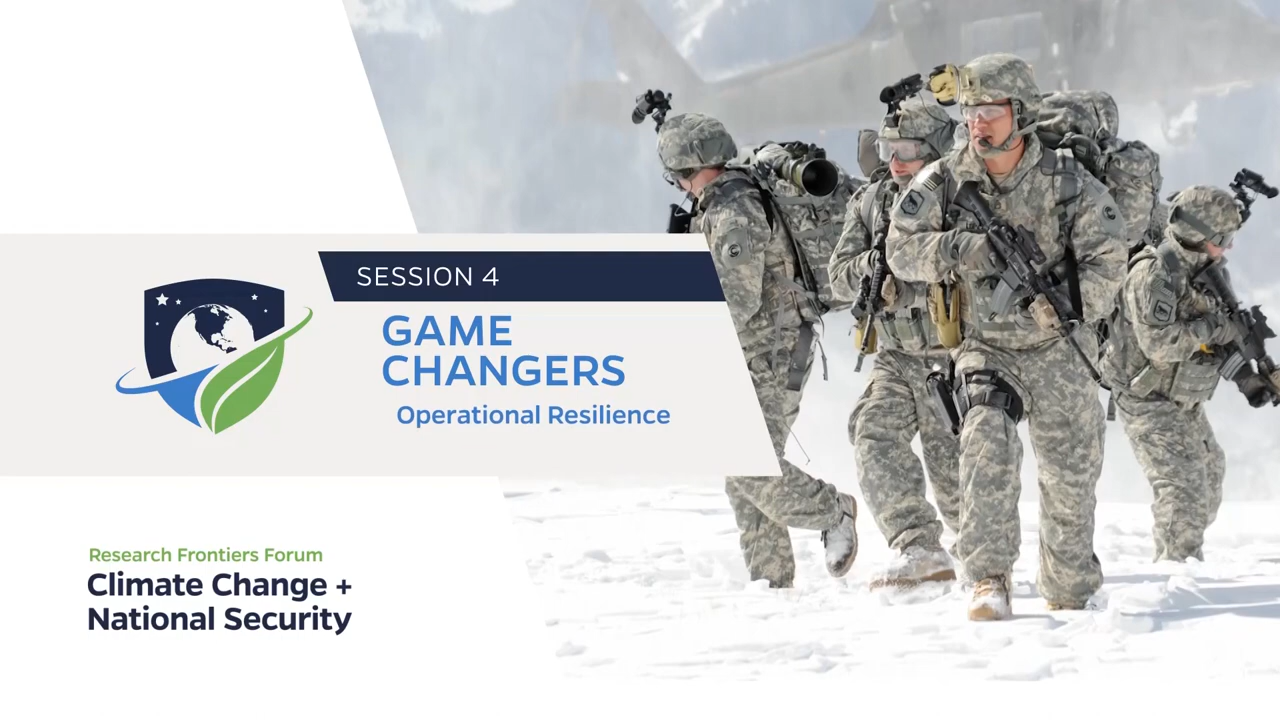 SESSION 4
GAME
CHANGERS
Operational Resilience
Research Frontiers Forum
Climate Change +
National Security